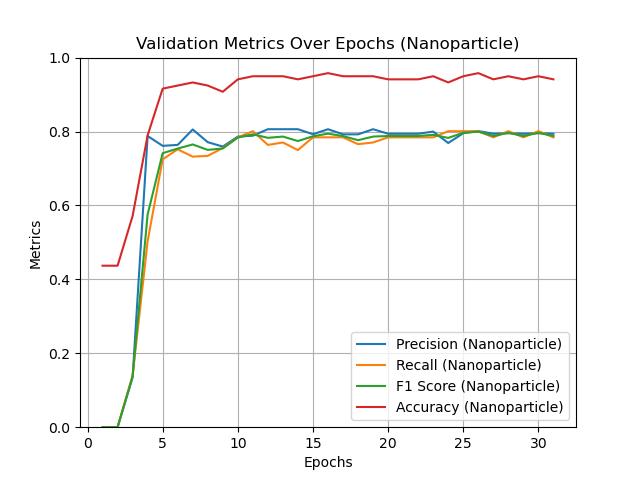 Validation Metrics Over Epochs (Nanoparticle)
1.0
0.8
0.6
0.4
0.2
0.0
Metrics
0 5 10 15 20 25 30
Epochs
Precision (Nanoparticle)
Recall (Nanoparticle)
F1 Score (Nanoparticle)
Accuracy (Nanoparticle)